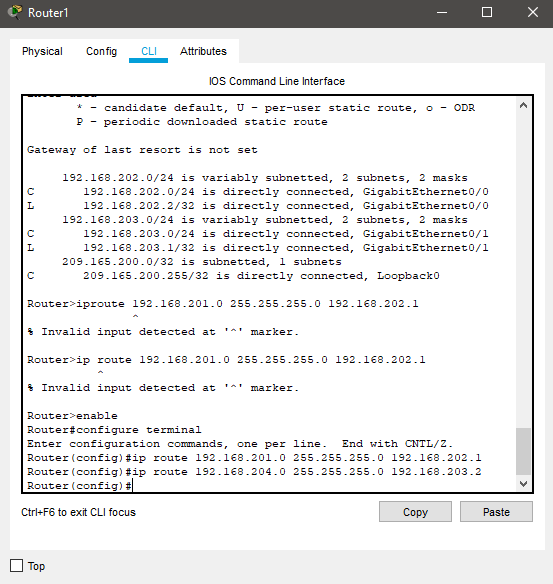 Router1
Physical Config CLI Attributes
IOS Command Line Interface
* - candidate default, U - per-user static route, o - ODR
P - periodic downloaded static route
Gateway of last resort is not set
192.168.202.0/24 is variably subnetted, 2 subnets, 2 masks
C 192.168.202.0/24 is directly connected, GigabitEthernet0/0
L 192.168.202.2/32 is directly connected, GigabitEthernet0/0
192.168.203.0/24 is variably subnetted, 2 subnets, 2 masks
C 192.168.203.0/24 is directly connected, GigabitEthernet0/1
L 192.168.203.1/32 is directly connected, GigabitEthernet0/1
209.165.200.0/32 is subnetted, 1 subnets
C 209.165.200.255/32 is directly connected, Loopback0
Router>iproute 192.168.201.0 255.255.255.0 192.168.202.1
^
% Invalid input detected at '^' marker.
Router>ip route 192.168.201.0 255.255.255.0 192.168.202.1
^
% Invalid input detected at '^' marker.
Router>enable
Router#configure terminal
Enter configuration commands, one per line. End with CNTL/Z.
Router(config)#ip route 192.168.201.0 255.255.255.0 192.168.202.1
Router(config)#ip route 192.168.204.0 255.255.255.0 192.168.203.2
Router(config)#
Ctrl+F6 to exit CLI focus
Copy Paste
Top